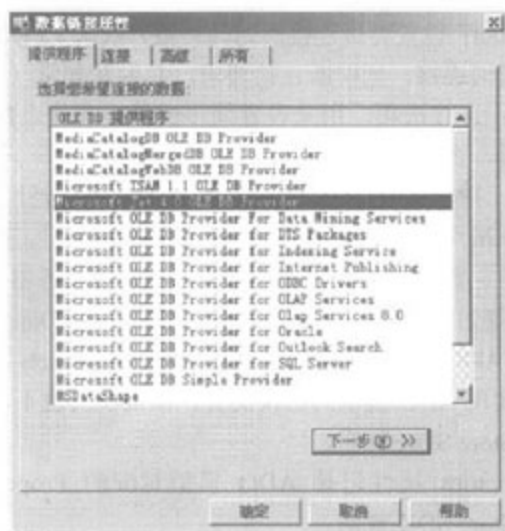 数据链接属性
提供程序 连接 高级 所有
选择您希望连接的数据:
OLE DB 提供程序
MediaCatalogDB OLE DB Provider
MediaCatalogMergedDB OLE DB Provider
MediaCatalogWebDB OLE DB Provider
Microsoft ISAM 1.1 OLE DB Provider
Microsoft Jet 4.0 OLE DB Provider
Microsoft OLE DB Provider For Data Mining Services
Microsoft OLE DB Provider for DTS Packages
Microsoft OLE DB Provider for Indexing Service
Microsoft OLE DB Provider for Internet Publishing
Microsoft OLE DB Provider for ODBC Drivers
Microsoft OLE DB Provider for OLAP Services
Microsoft OLE DB Provider for Olap Services 8.0
Microsoft OLE DB Provider for Oracle
Microsoft OLE DB Provider for Outlook Search
Microsoft OLE DB Provider for SQL Server
Microsoft OLE DB Simple Provider
MSDataShape
下一步(N) >>
确定 取消 帮助